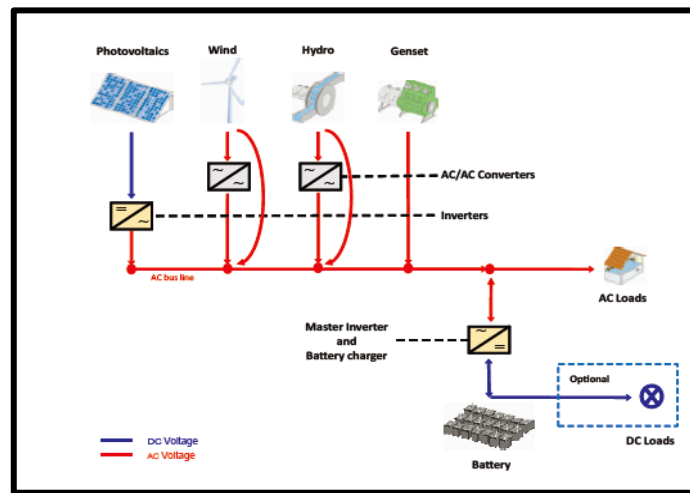 Photovoltaics
Wind
Hydro
Genset
AC/AC Converters
Inverters
AC bus line
AC Loads
Master Inverter
and
Battery charger
Optional
DC Loads
Battery
DC Voltage
AC Voltage